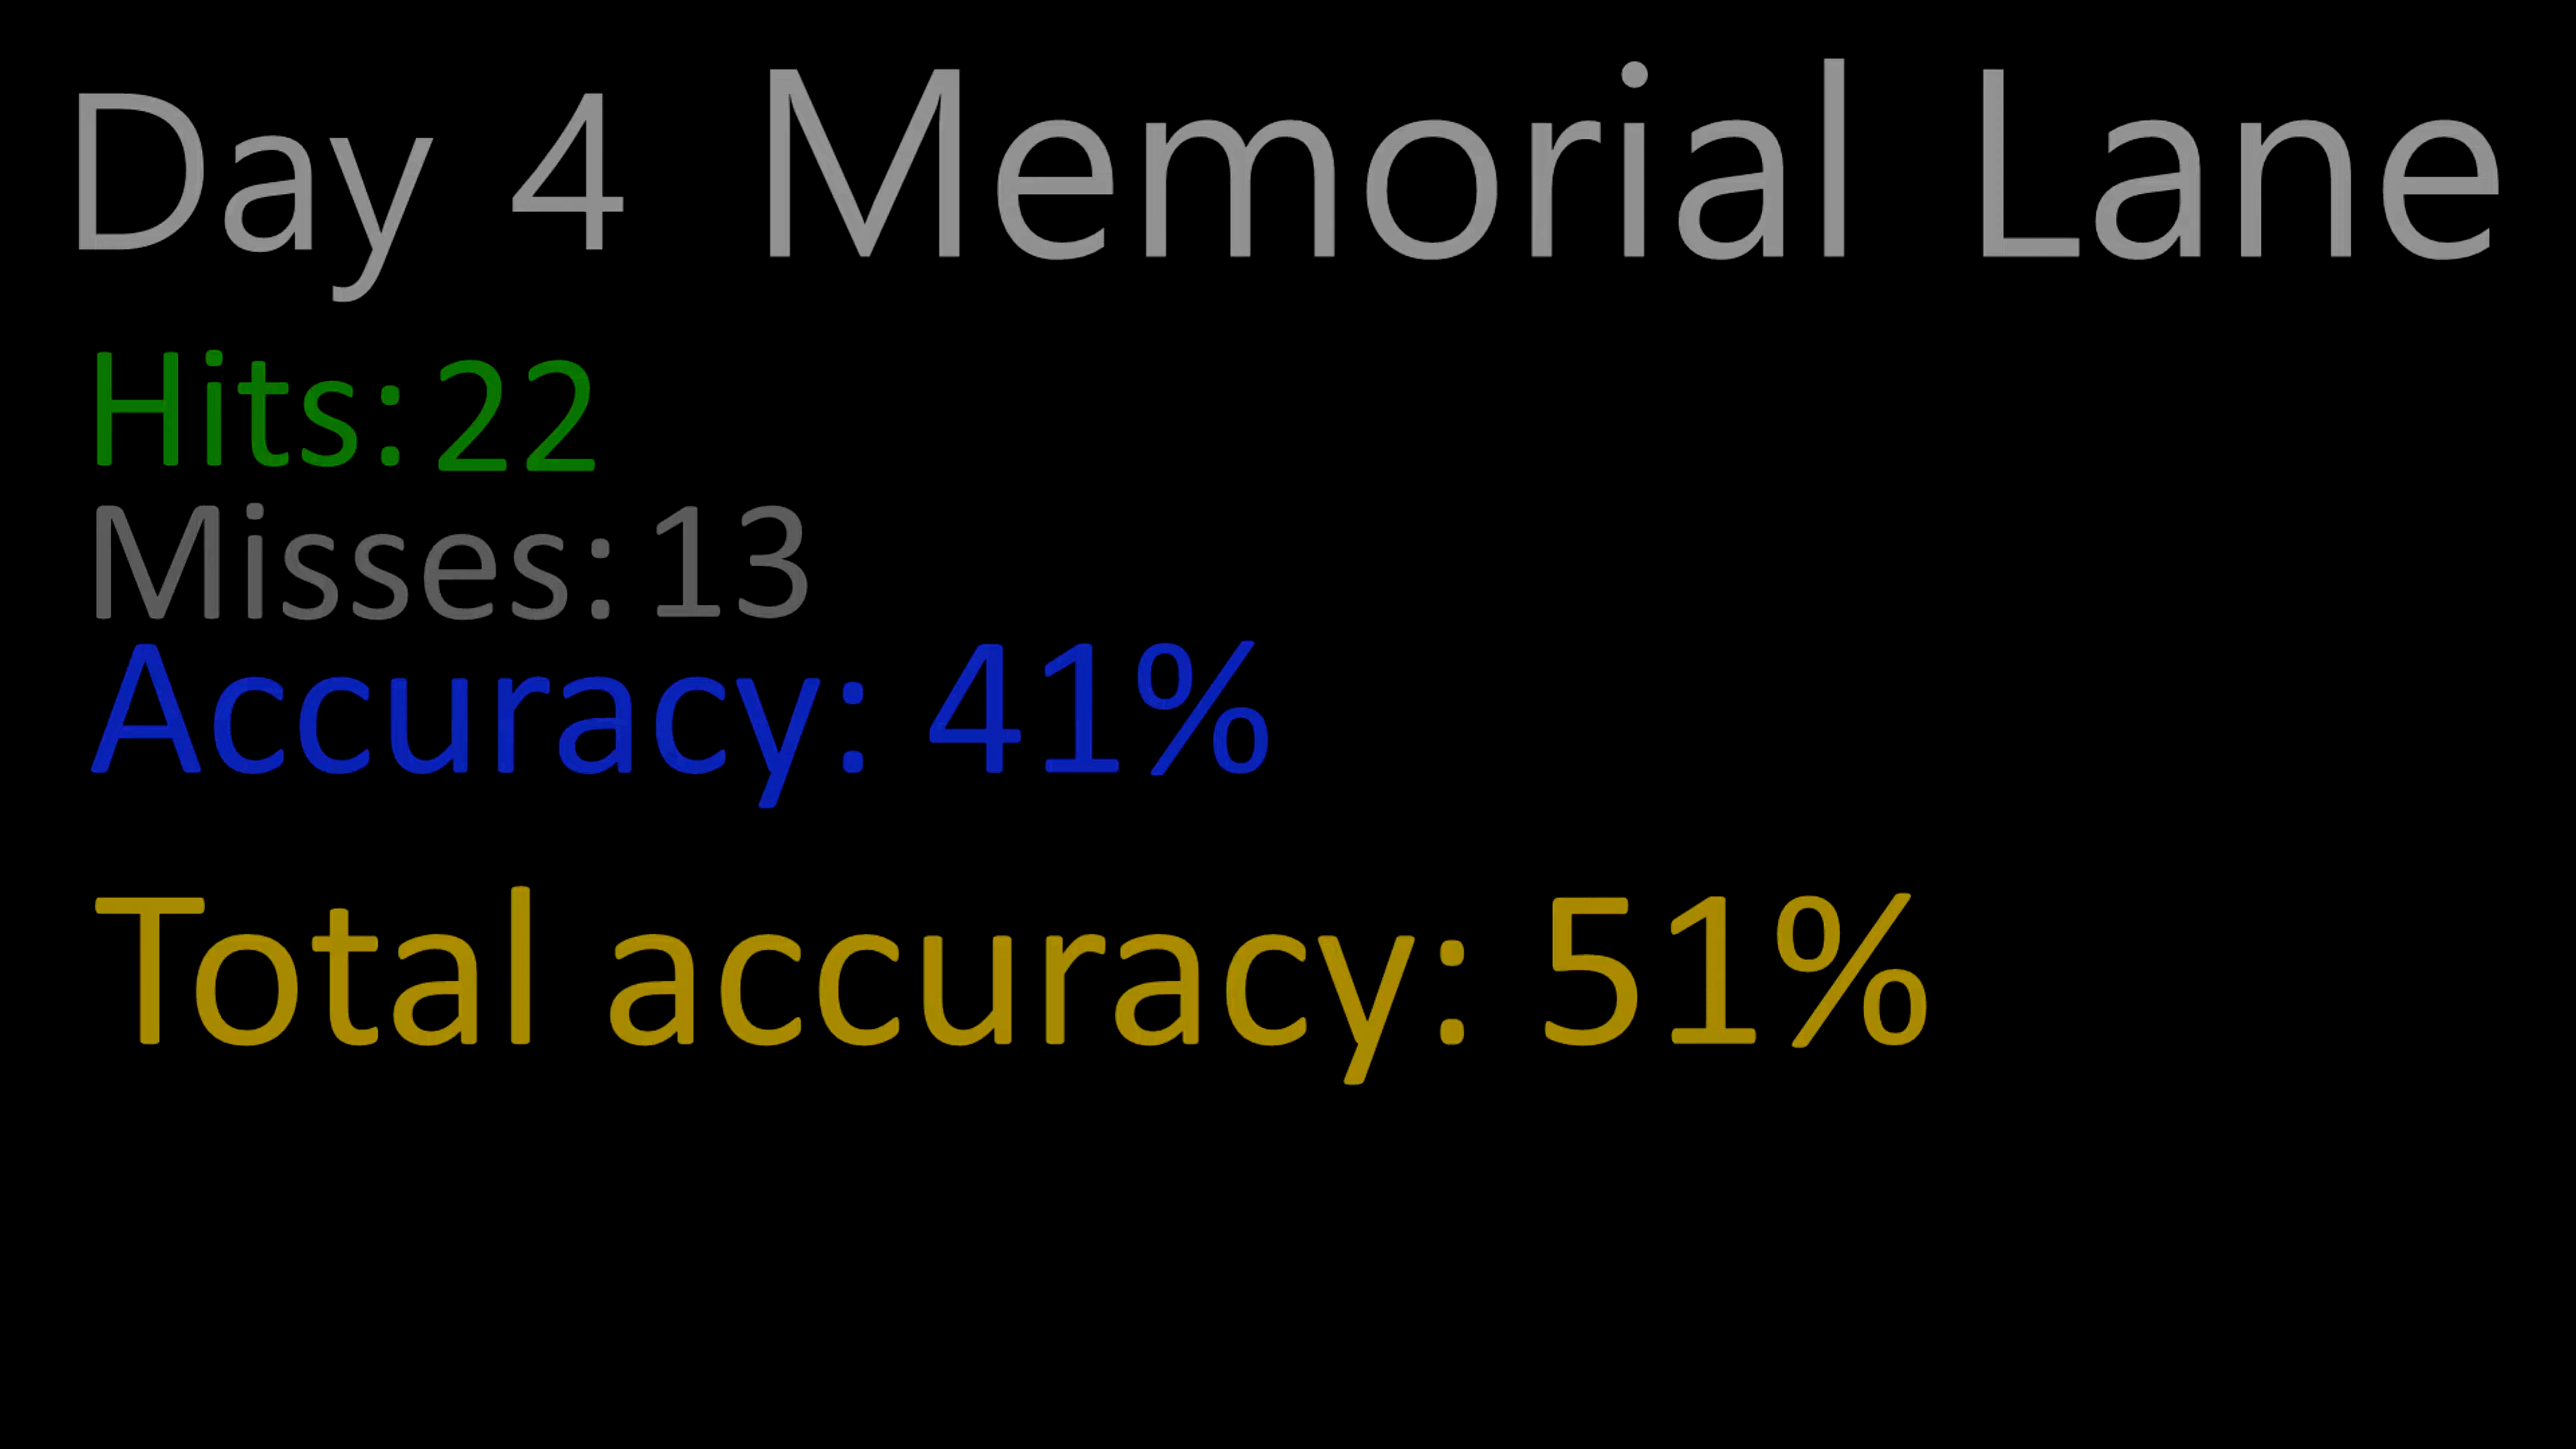 Day 4 Memorial Lane
Hits: 22
Misses: 13
Accuracy: 41%
Total accuracy: 51%